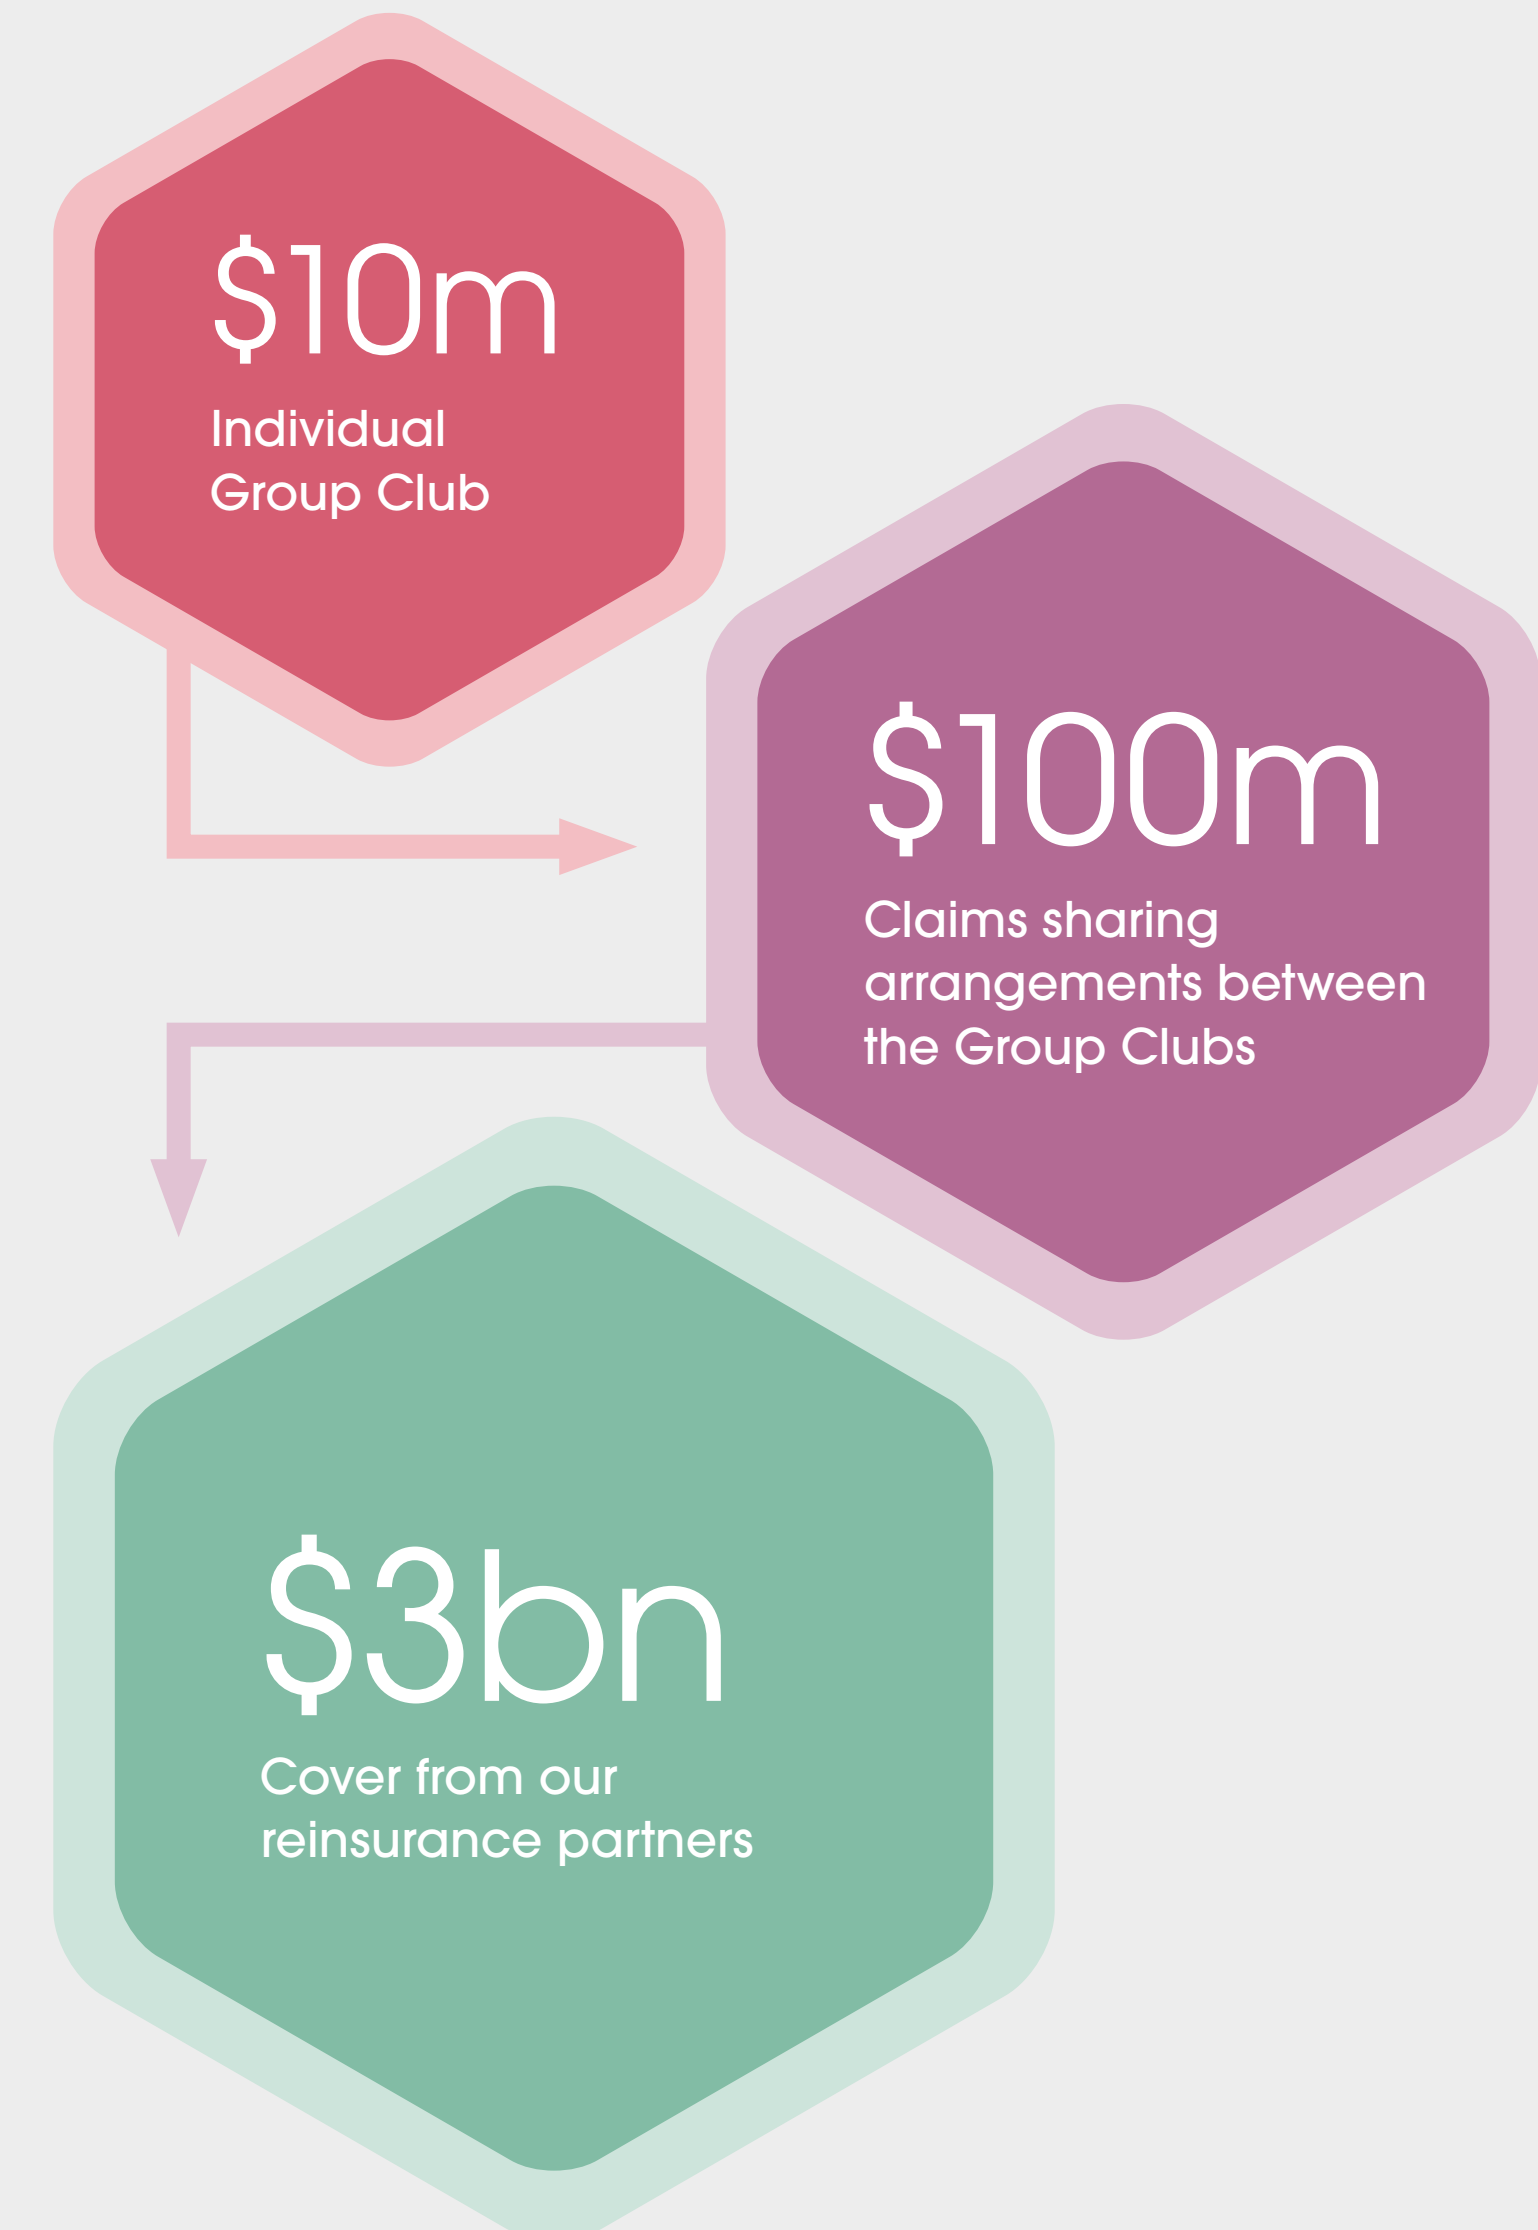 $10m
Individual
Group Club
$100m
Claims sharing
arrangements between
the Group Clubs
$3bn
Cover from our
reinsurance partners